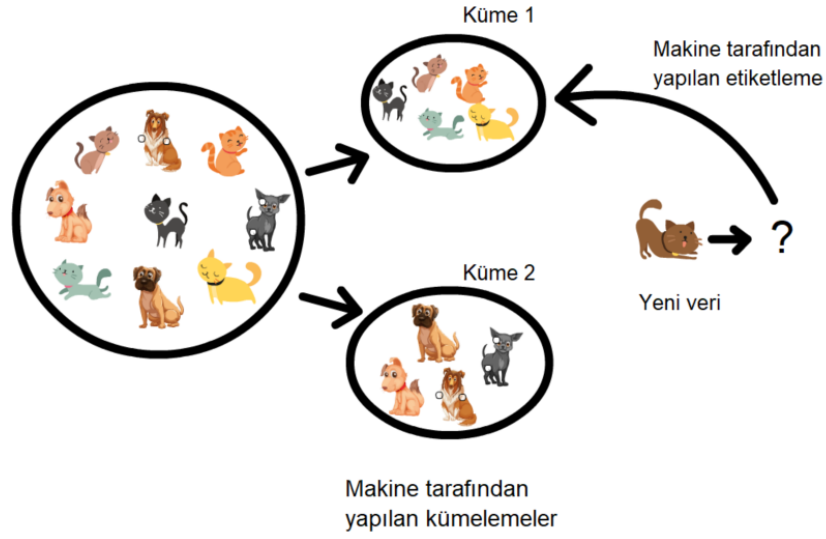 Küme 1
Makine tarafından
yapılan etiketleme
?
Yeni veri
Küme 2
Makine tarafından
yapılan kümelemeler